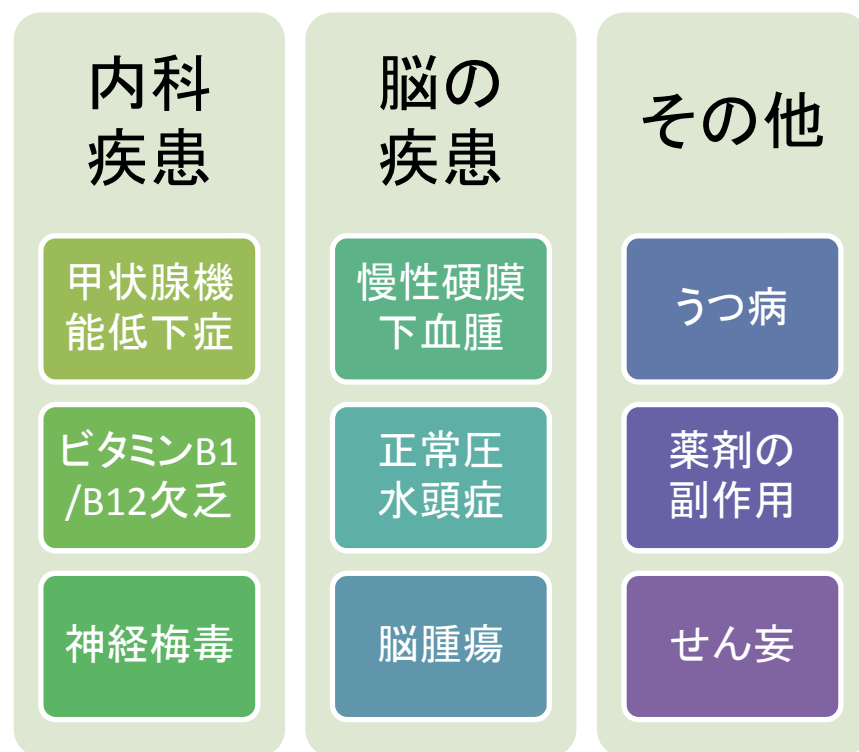 内科
疾患
甲状腺機
能低下症
ビタミンB1
/B12欠乏
神経梅毒
脳の
疾患
慢性硬膜
下血腫
正常圧
水頭症
脳腫瘍
その他
うつ病
薬剤の
副作用
せん妄